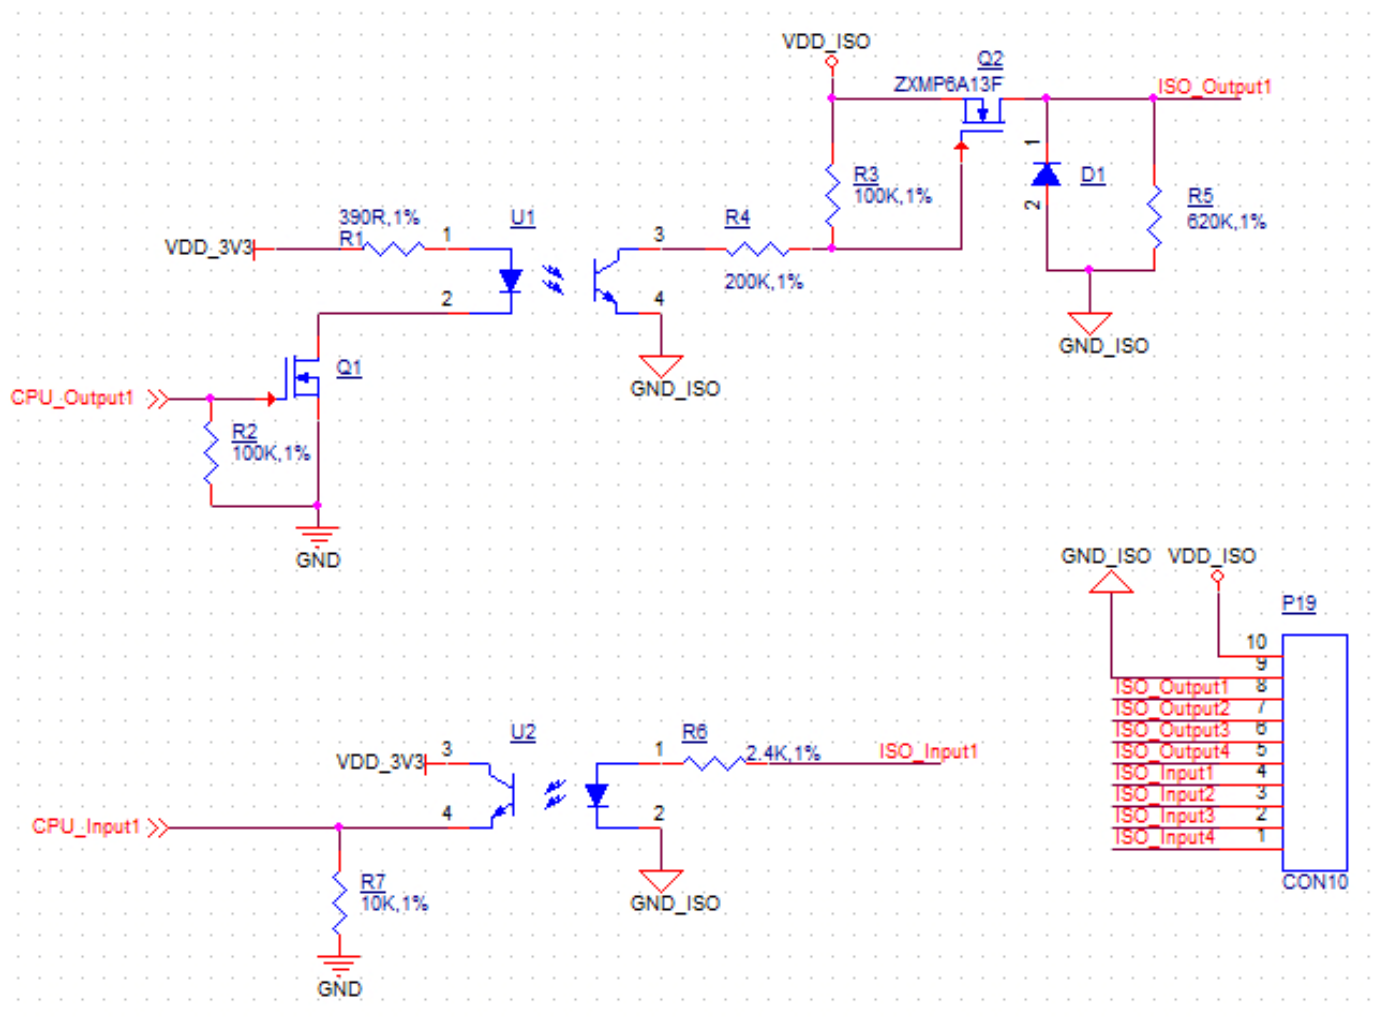 VDD_ISO
Q2
ZXMP6A13F
ISO_Output1
1
D1
2
R3
100K,1%
R5
620K,1%
390R,1%
R1
VDD_3V3
1
U1
3
R4
200K,1%
2
4
GND_ISO
GND_ISO
Q1
CPU_Output1
R2
100K,1%
GND
GND_ISO
VDD_ISO
P19
10
9
ISO_Output1 8
ISO_Output2 7
ISO_Output3 6
ISO_Output4 5
ISO_Input1 4
ISO_Input2 3
ISO_Input3 2
ISO_Input4 1
CON10
VDD_3V3
3
U2
1
R6
2.4K,1%
ISO_Input1
CPU_Input1
4
2
GND_ISO
R7
10K,1%
GND